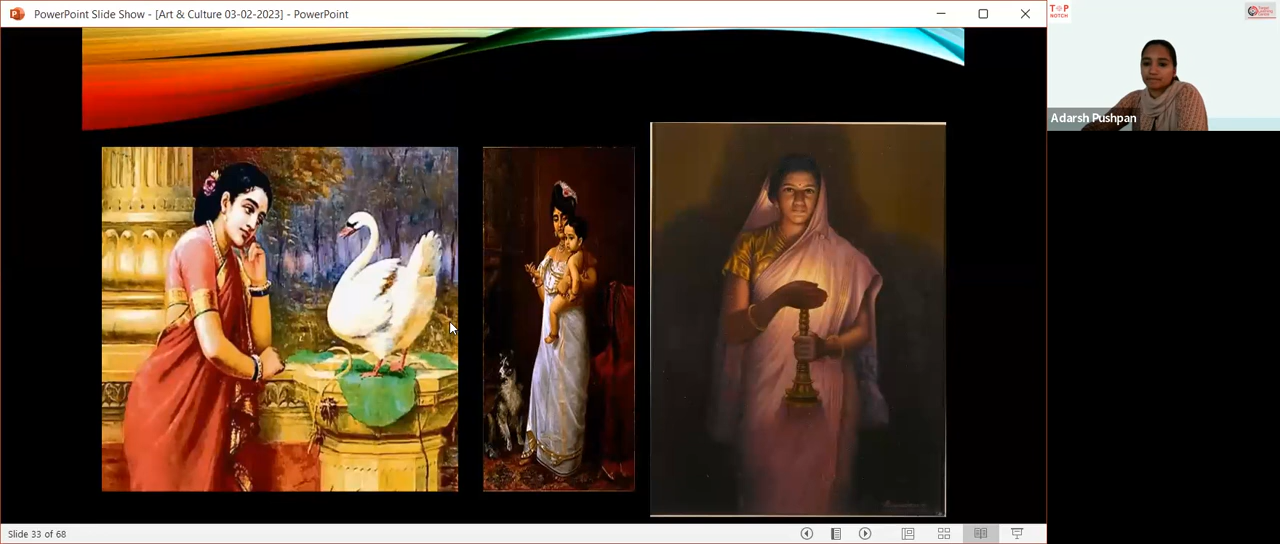 PowerPoint Slide Show - [Art & Culture 03-02-2023] - PowerPoint
T+P
NOTCH
Adarsh Pushpan
Slide 33 of 68